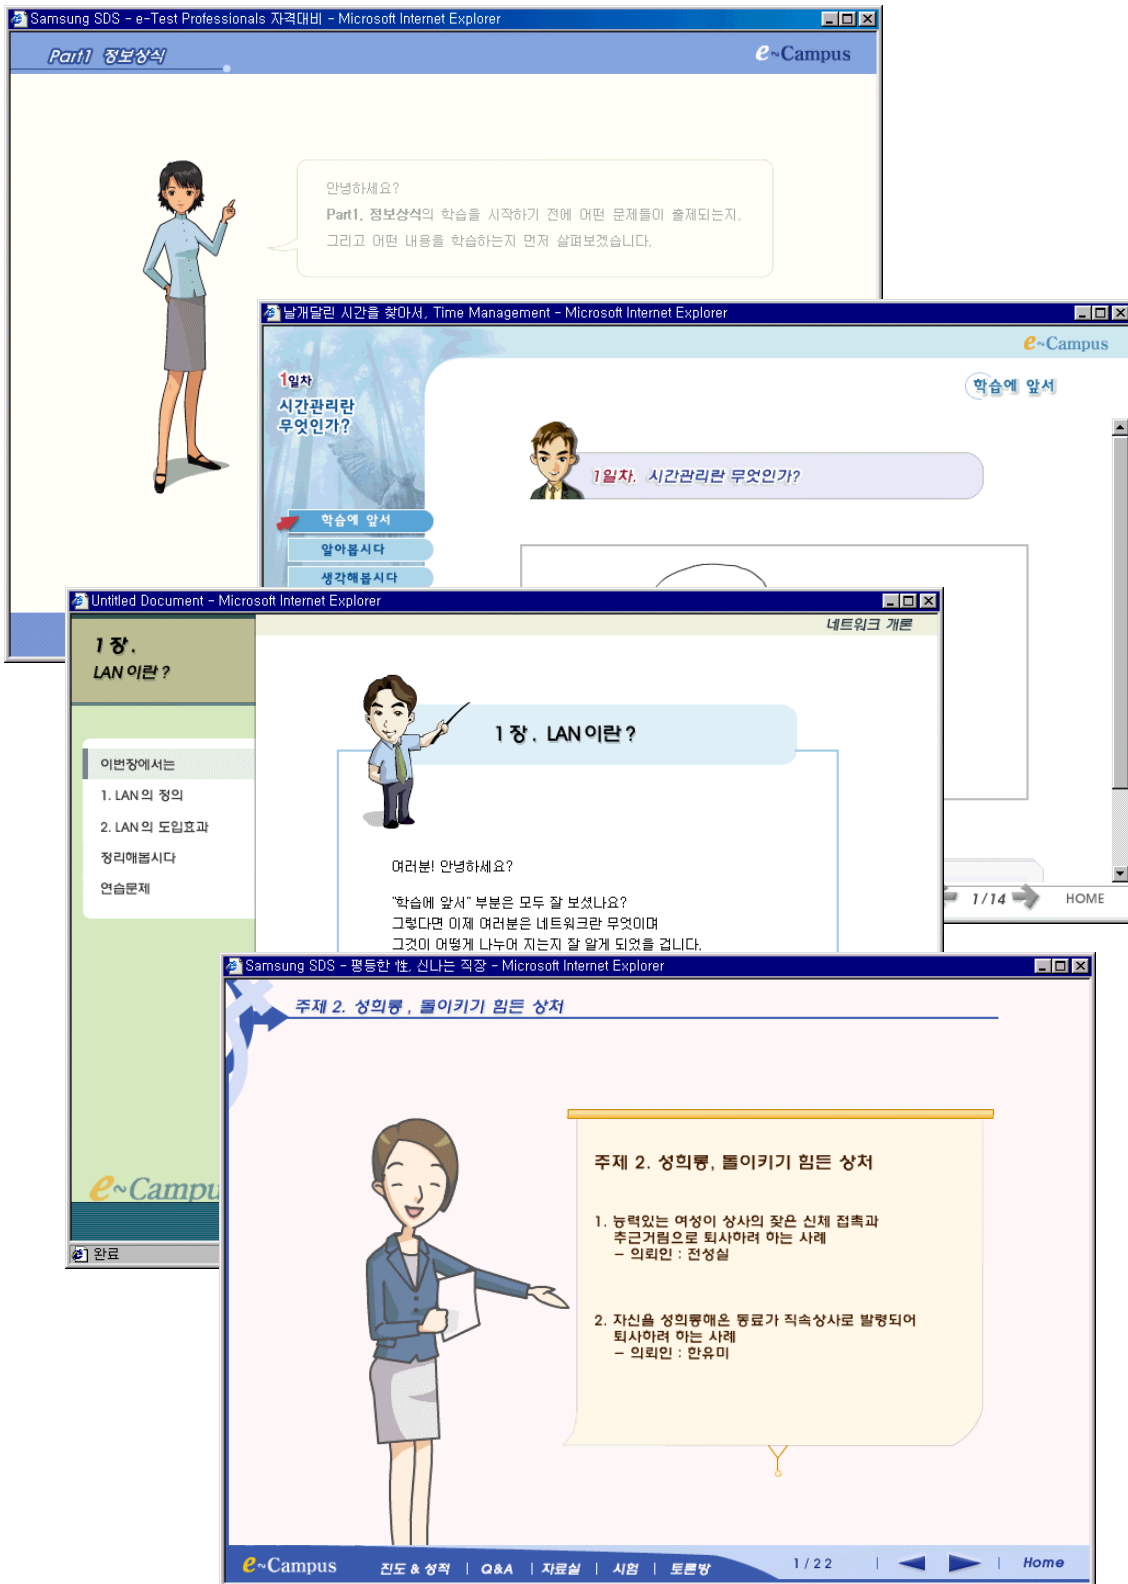 Samsung SDS - e-Test Professionals 자격대비 - Microsoft Internet Explorer
Part1 정보상식
e~Campus
안녕하세요?
Part1. 정보상식의 학습을 시작하기 전에 어떤 문제들이 출제되는지,
그리고 어떤 내용을 학습하는지 먼저 살펴보겠습니다.
날개달린 시간을 찾아서, Time Management - Microsoft Internet Explorer
e~Campus
1일차
시간관리란
무엇인가?
학습에 앞서
1일차. 시간관리란 무엇인가?
학습에 앞서
알아봅시다
생각해봅시다
1/14
HOME
Untitled Document - Microsoft Internet Explorer
네트워크 개론
1장.
LAN이란?
1장. LAN이란?
이번장에서는
1. LAN의 정의
2. LAN의 도입효과
정리해봅시다
연습문제
여러분! 안녕하세요?
"학습에 앞서" 부분은 모두 잘 보셨나요?
그렇다면 이제 여러분은 네트워크란 무엇이며
그것이 어떻게 나누어 지는지 잘 알게 되었을 겁니다.
e~Campu
완료
Samsung SDS - 평등한 性, 신나는 직장 - Microsoft Internet Explorer
주제 2. 성희롱, 돌이키기 힘든 상처
주제 2. 성희롱, 돌이키기 힘든 상처
1. 능력있는 여성이 상사의 잦은 신체 접촉과
추근거림으로 퇴사하려 하는 사례
- 의뢰인 : 전성실
2. 자신을 성희롱해온 동료가 직속상사로 발령되어
퇴사하려 하는 사례
- 의뢰인 : 한유미
e~Campus
진도 & 성적 | Q&A | 자료실 | 시험 | 토론방
1 / 22
Home